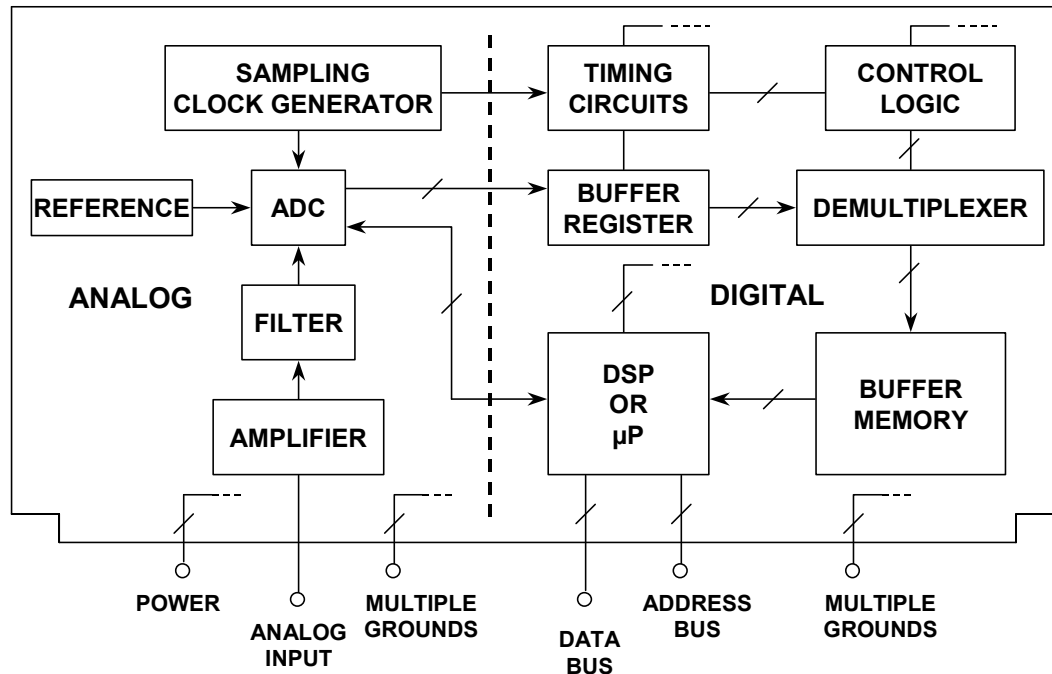 SAMPLING
CLOCK GENERATOR
TIMING
CIRCUITS
CONTROL
LOGIC
REFERENCE
ADC
BUFFER
REGISTER
DEMULTIPLEXER
ANALOG
DIGITAL
FILTER
DSP
OR
µP
BUFFER
MEMORY
AMPLIFIER
POWER
ANALOG
INPUT
MULTIPLE
GROUNDS
DATA
BUS
ADDRESS
BUS
MULTIPLE
GROUNDS